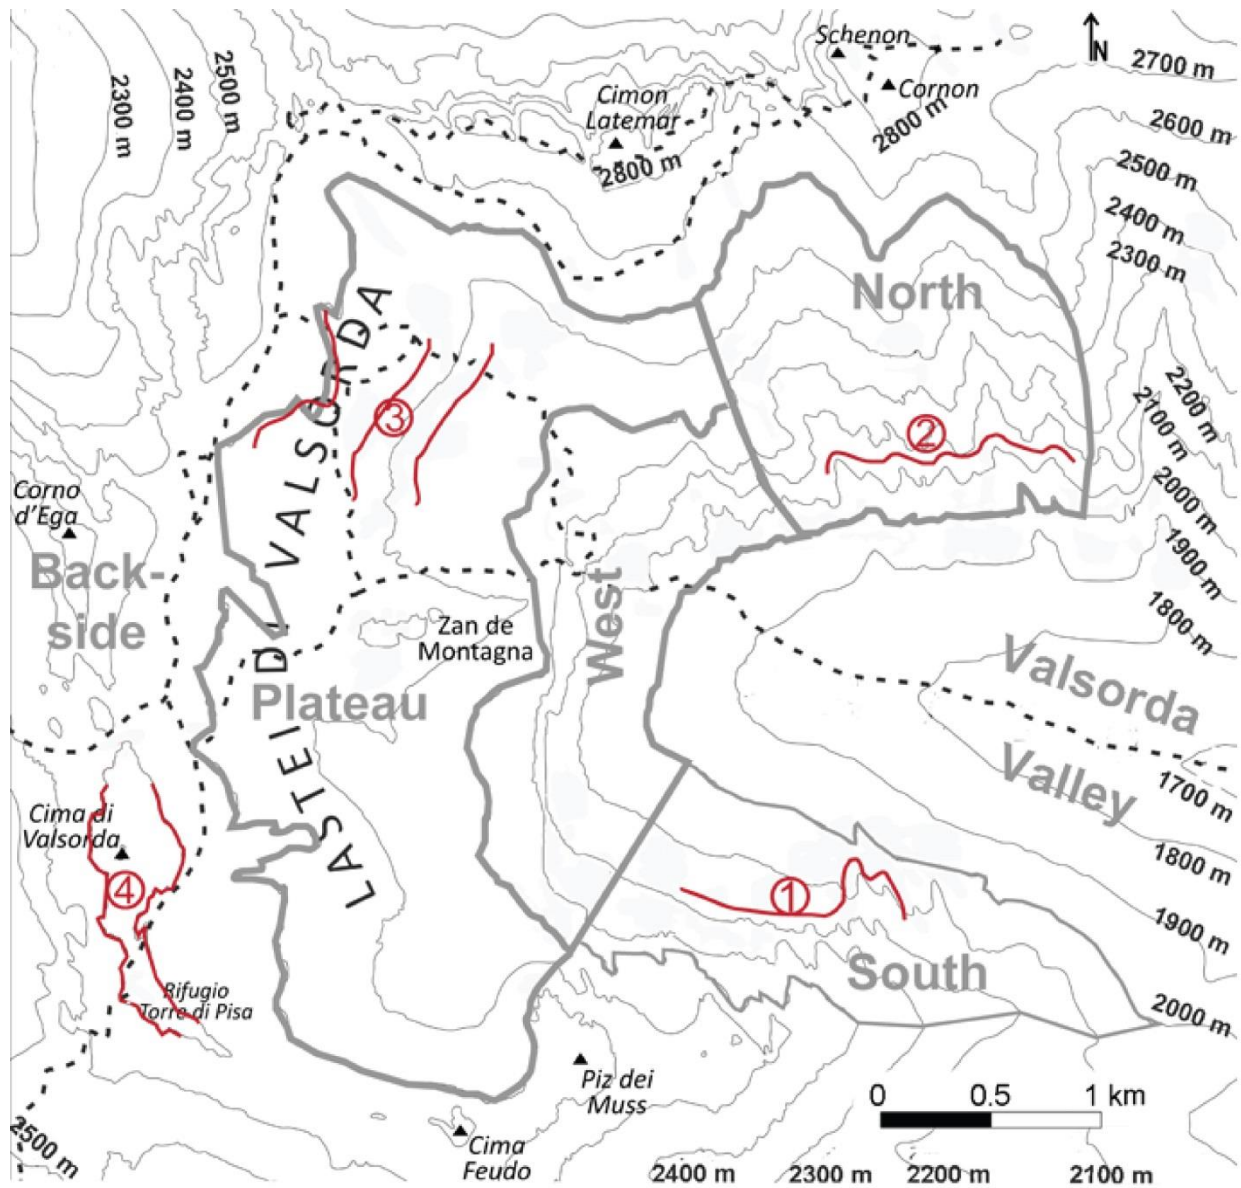 Schenon
N
2700 m
2300 m
2400 m
2500 m
Cornon
Cimon
Latemar
2800 m
2800 m
2600 m
2500 m
2400 m
2300 m
North
2200 m
2100 m
2000 m
1900 m
1800 m
LASTEI DI VALSORDA
3
2
Corno
d'Ega
Back-
side
Zan de
Montagna
West
Plateau
Valsorda
Valley
1700 m
1800 m
1900 m
2000 m
Cima di
Valsorda
4
1
Rifugio
Torre di Pisa
South
Piz dei
Muss
Cima
Feudo
0 0.5 1 km
2500 m
2400 m
2300 m
2200 m
2100 m